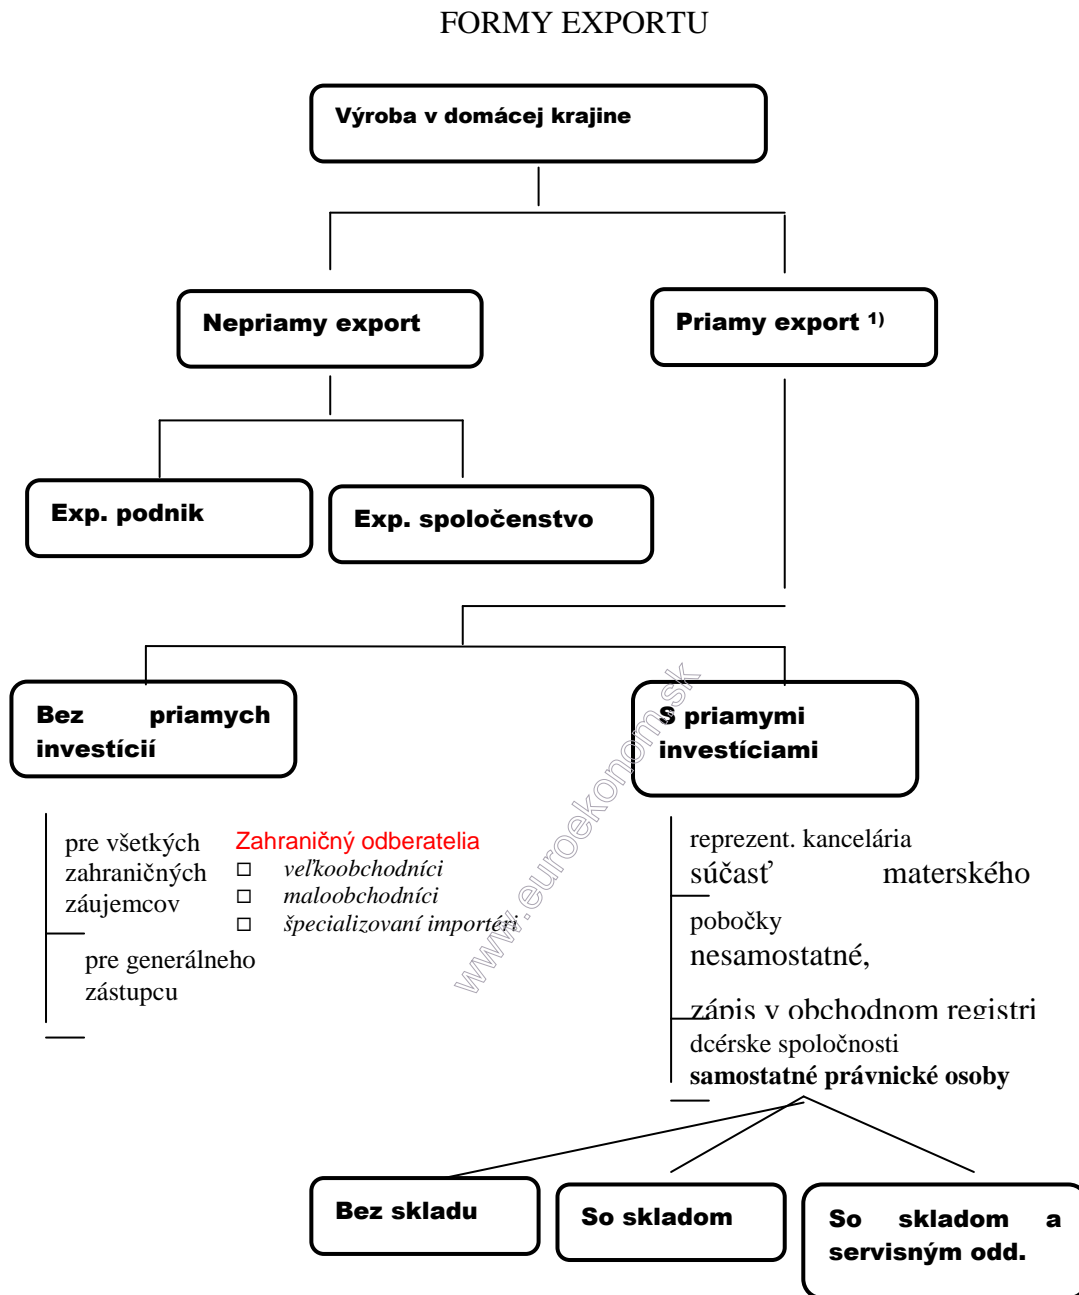 FORMY EXPORTU
Výroba v domácej krajine
Nepriamy export
Priamy export 1)
Exp. podnik
Exp. spoločenstvo
Bez priamych
investícií
S priamymi
investíciami
pre všetkých
zahraničných
záujemcov
Zahraničný odberatelia
veľkoobchodníci
maloobchodníci
špecializovaní importéri
pre generálneho
zástupcu
reprezent. kancelária
súčasť materského
pobočky
nesamostatné,
zápis v obchodnom registri
dcérske spoločnosti
samostatné právnické osoby
www.euroekonom.sk
Bez skladu
So skladom
So skladom a
servisným odd.